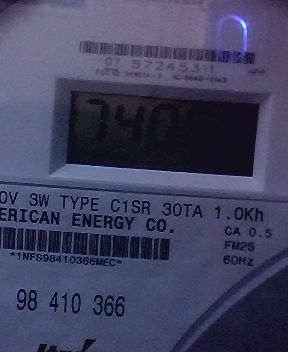 07 57245311
740
0V 3W TYPE C1SR 30TA 1.0Kh
ERICAN ENERGY CO.
CA 0.5
FM2S
60Hz
*1NFS98410366MEC*
98 410 366